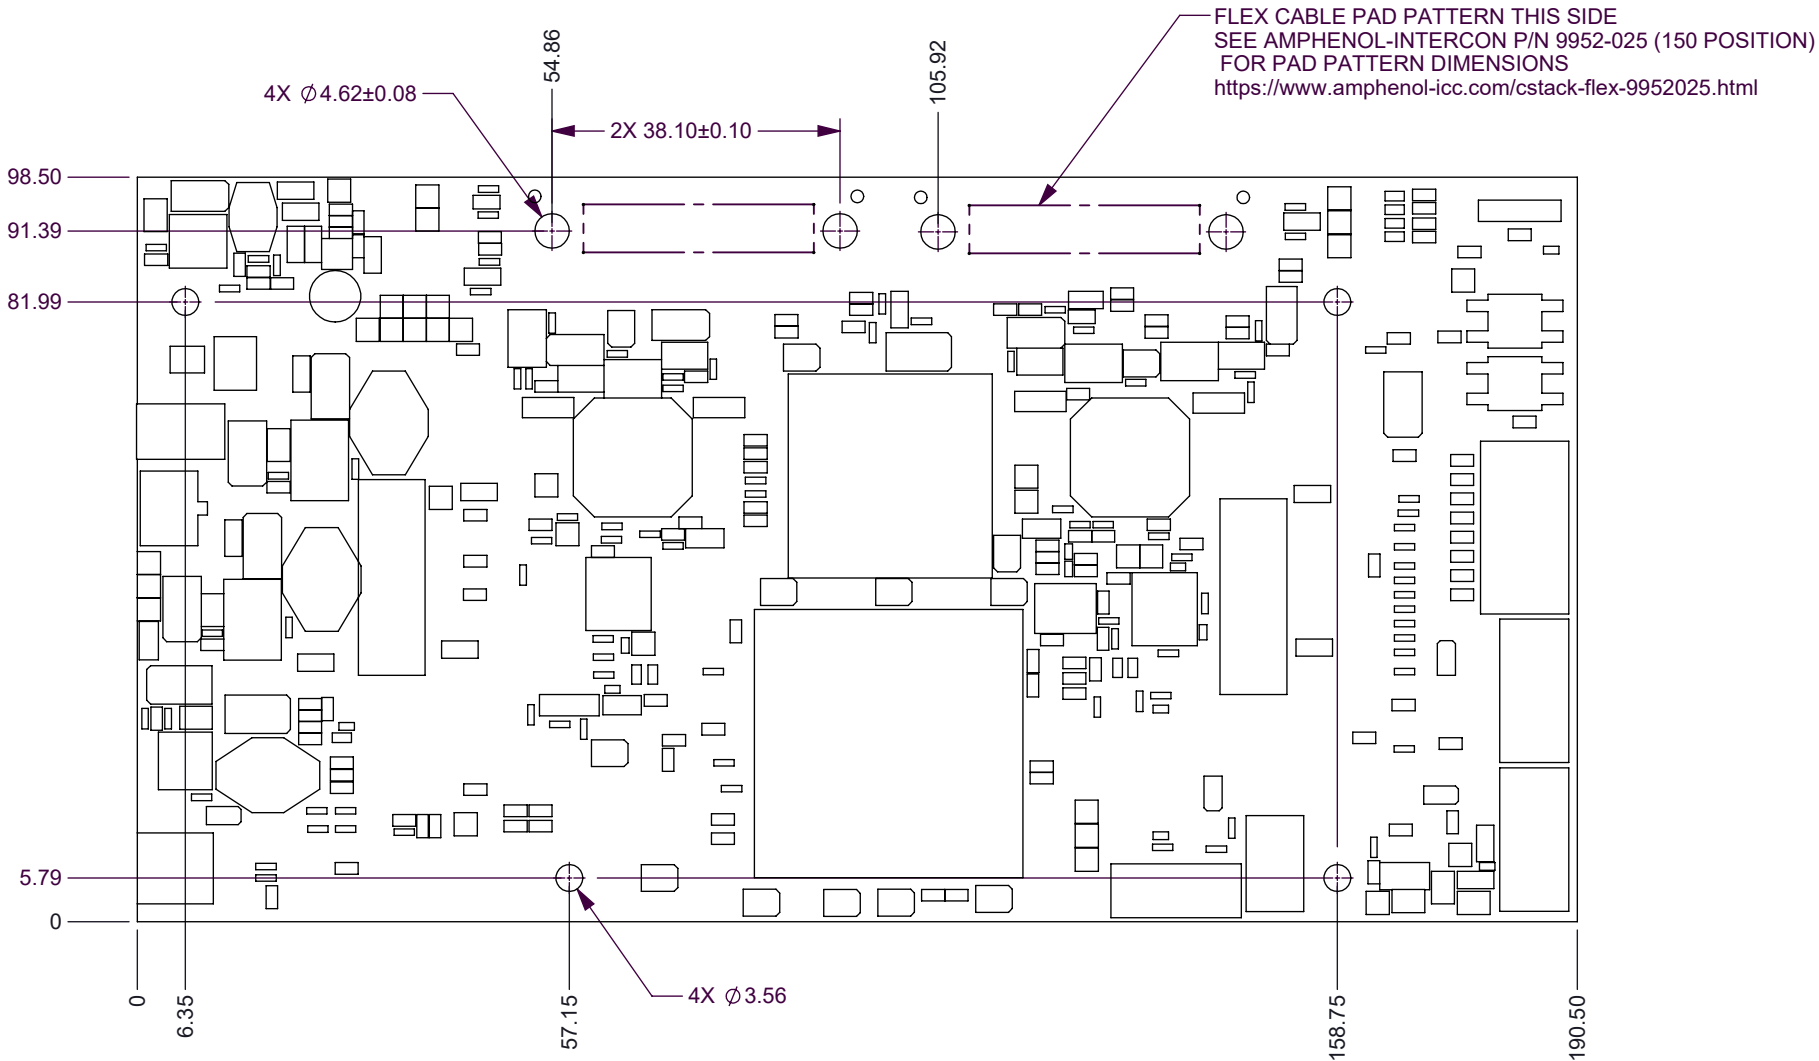 FLEX CABLE PAD PATTERN THIS SIDE
SEE AMPHENOL-INTERCON P/N 9952-025 (150 POSITION)
FOR PAD PATTERN DIMENSIONS
https://www.amphenol-icc.com/cstack-flex-9952025.html
54.86
105.92
4X ∅4.62±0.08
2X 38.10±0.10
98.50
91.39
81.99
5.79
0
4X ∅3.56
0
6.35
57.15
158.75
190.50